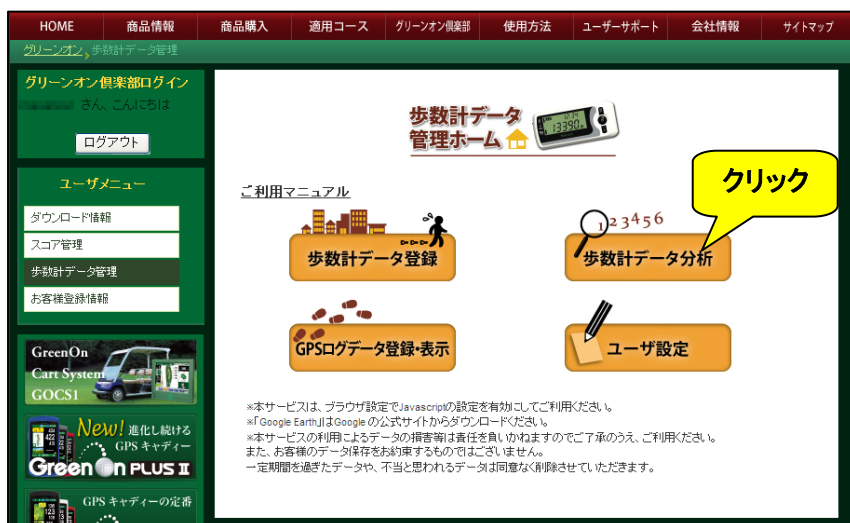 HOME 商品情報 商品購入 適用コース グリーンオン倶楽部 使用方法 ユーザーサポート 会社情報 サイトマップ
グリーンオン 歩数計データ管理
グリーンオン倶楽部ログイン
さん、こんにちは
ログアウト
ユーザメニュー
ダウンロード情報
スコア管理
歩数計データ管理
お客様登録情報
GreenOn
Cart System
GOCS1
New! 進化し続ける
GPS キャディー
GreenOn PLUS II
GPS キャディーの定番
歩数計データ
管理ホーム
13390
クリック
ご利用マニュアル
歩数計データ登録
123456
歩数計データ分析
GPSログデータ登録・表示
ユーザ設定
※本サービスは、ブラウザ設定でJavascriptの設定を有効にしてご利用ください。
※「Google Earth」はGoogle の公式サイトからダウンロードください。
※本サービスの利用によるデータの損害等は責任を負いかねますのでご了承のうえ、ご利用ください。
また、お客様のデータ保存をお約束するものではございません。
一定期間を過ぎたデータや、不当と思われるデータは同意なく削除させていただきます。